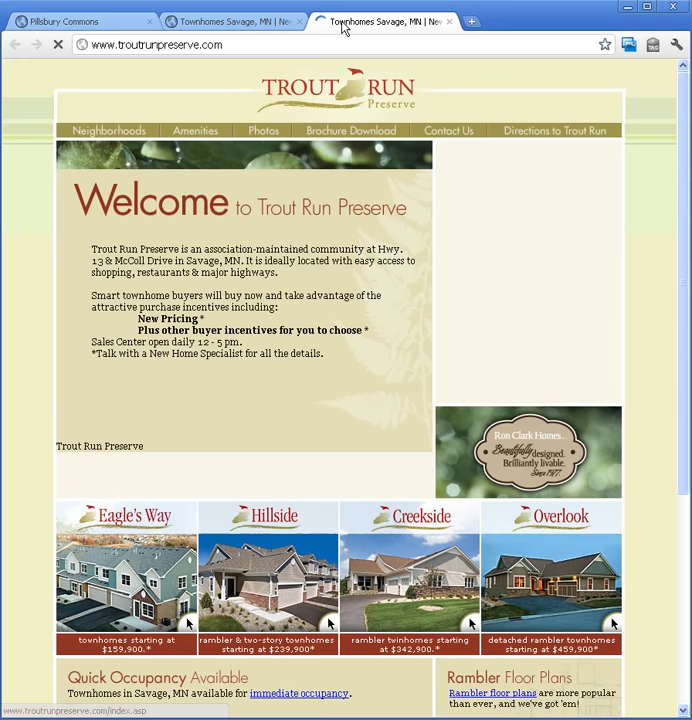 Pillsbury Commons
Townhomes Savage, MN | Nev
Townhomes Savage, MN | Nev
www.troutrunpreserve.com
TAG
TROUT RUN
Preserve
Neighborhoods Amenities Photos Brochure Download Contact Us Directions to Trout Run
Welcome to Trout Run Preserve
Trout Run Preserve is an association-maintained community at Hwy.
13 & McColl Drive in Savage, MN. It is ideally located with easy access to
shopping, restaurants & major highways.
Smart townhome buyers will buy now and take advantage of the
attractive purchase incentives including:
New Pricing *
Plus other buyer incentives for you to choose *
Sales Center open daily 12 - 5 pm.
*Talk with a New Home Specialist for all the details.
Trout Run Preserve
Ron Clark Homes...
Beautifully designed.
Brilliantly livable.
Since 1977
Eagle's Way Hillside Creekside Overlook
townhomes starting at
$159,900.*
rambler & two-story townhomes
starting at $239,900*
rambler twinhomes starting
at $342,900.*
detached rambler townhomes
starting at $459,900*
Quick Occupancy Available
Townhomes in Savage, MN available for immediate occupancy.
Rambler Floor Plans
Rambler floor plans are more popular
than ever, and we've got 'em!
www.troutrunpreserve.com/index.asp